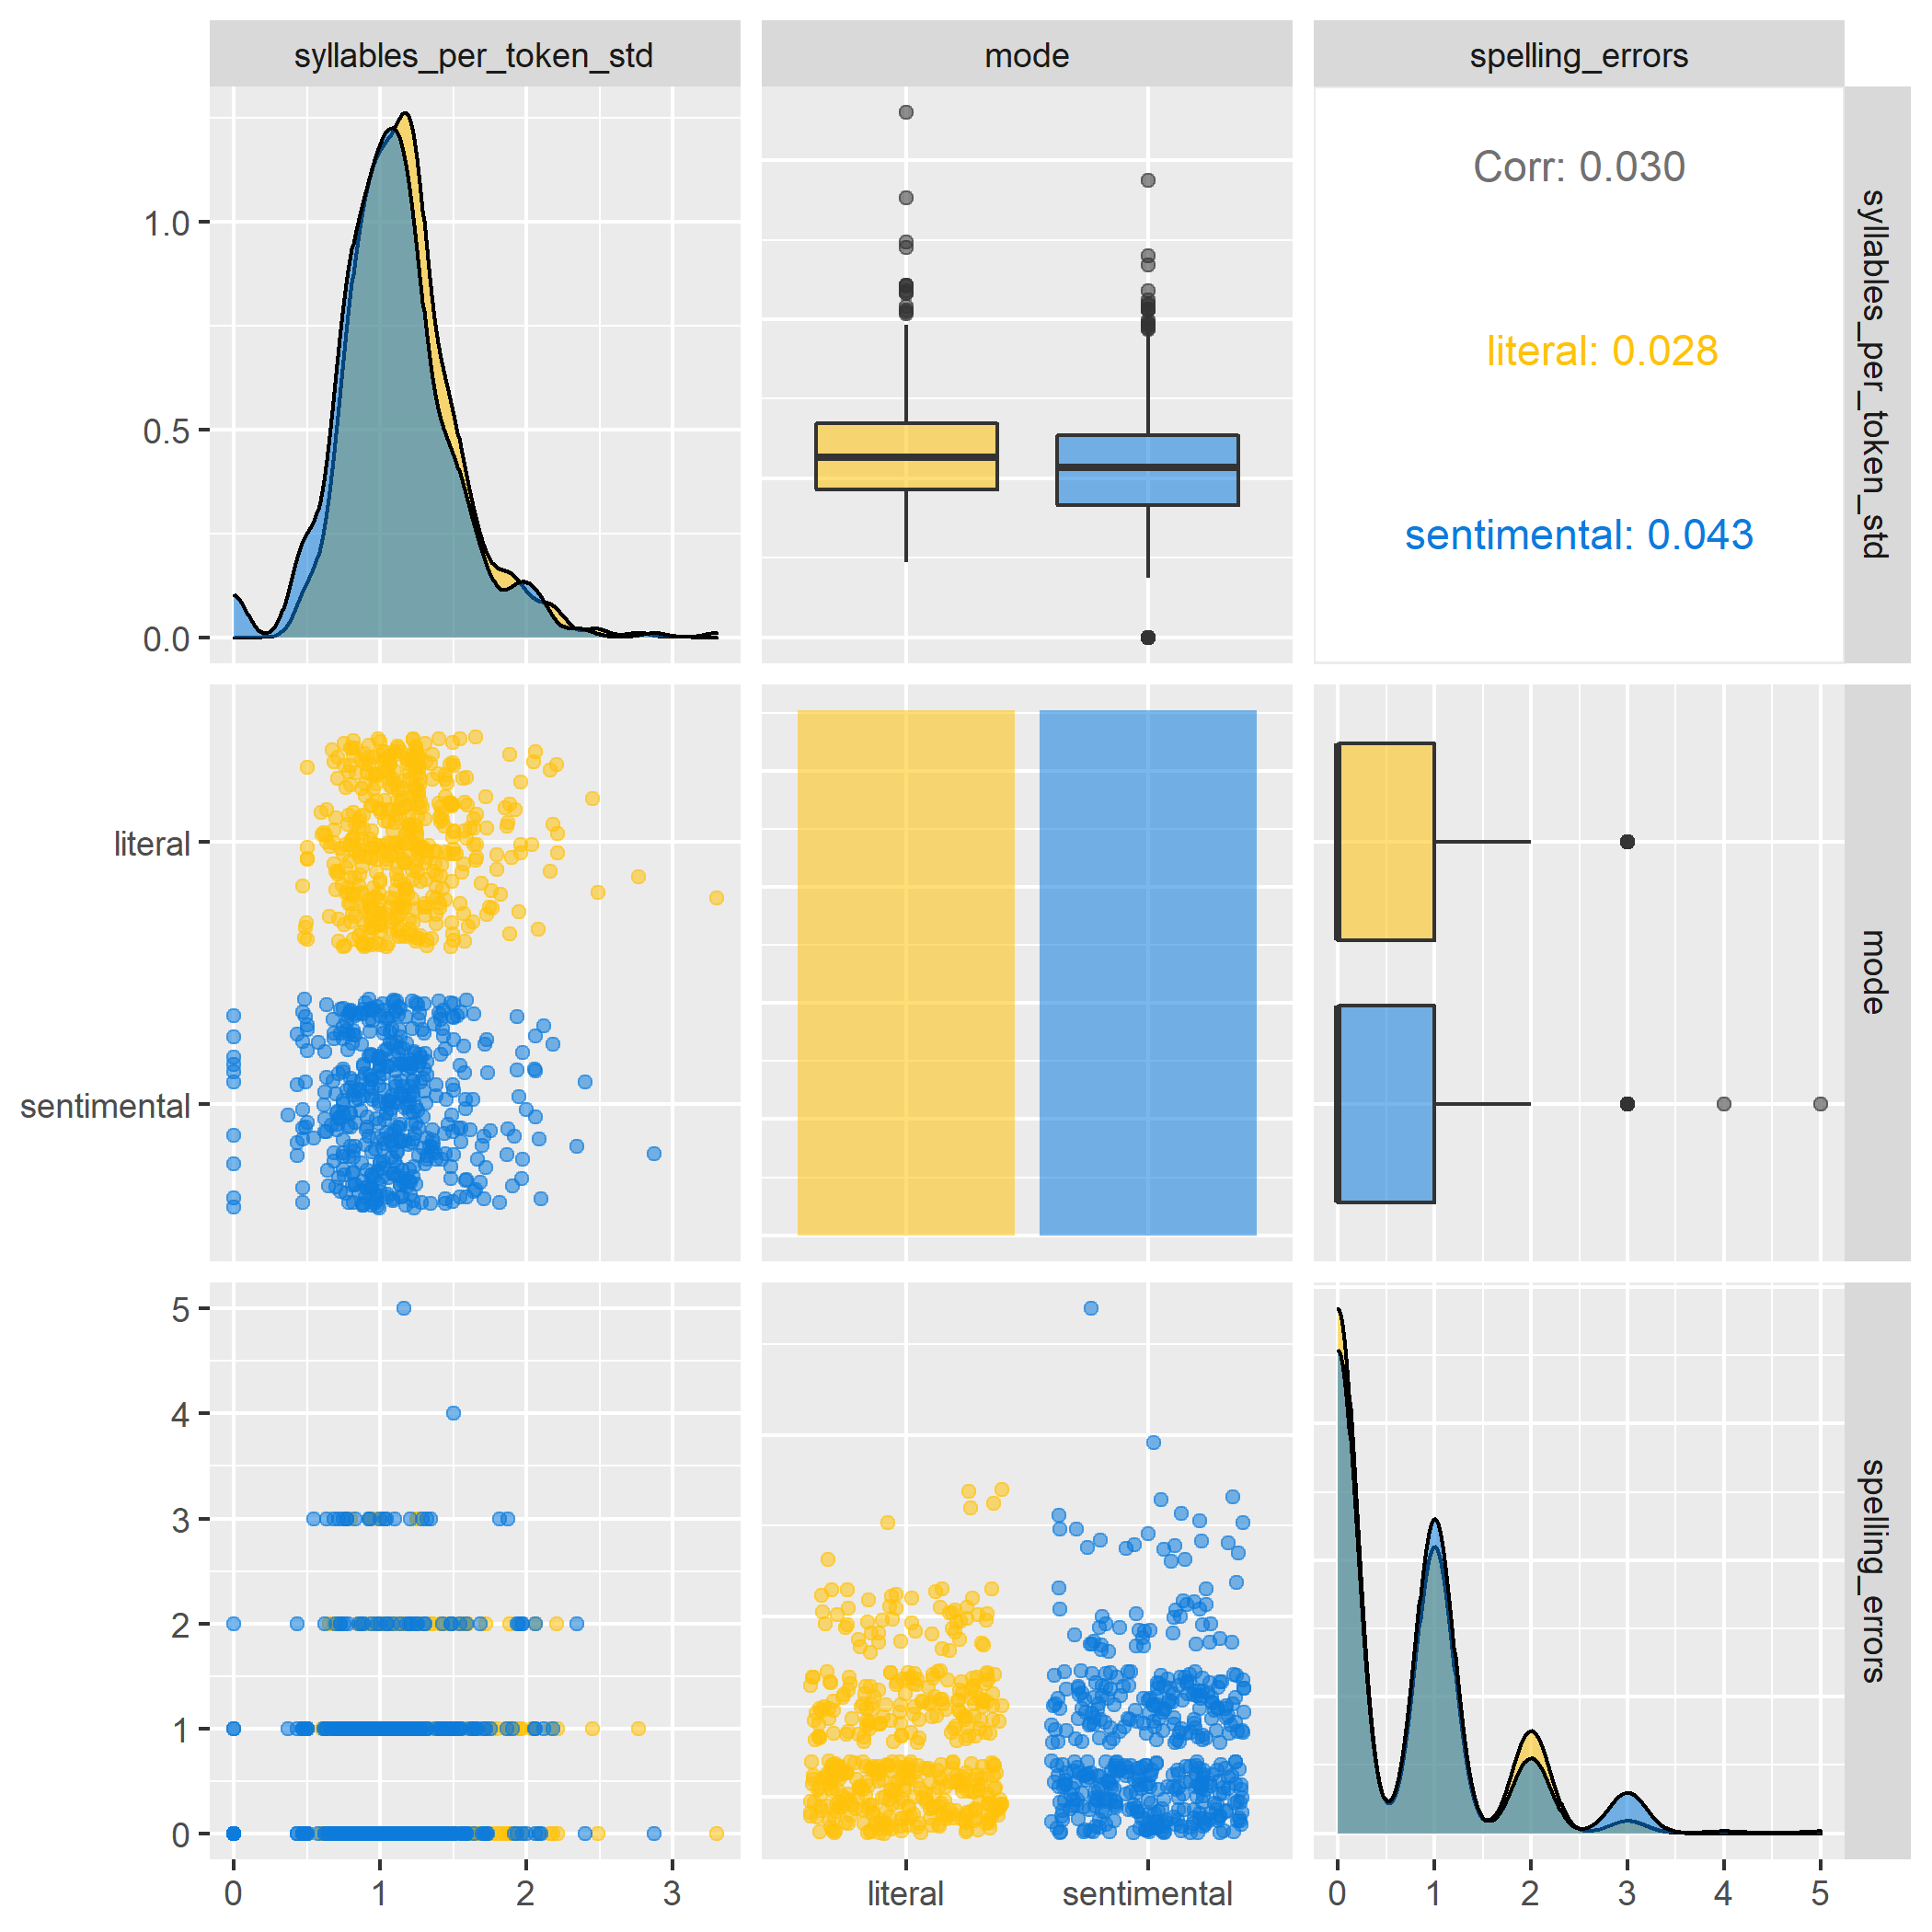 syllables_per_token_std
mode
spelling_errors
Corr: 0.030
literal: 0.028
sentimental: 0.043
syllables_per_token_std
1.0
0.5
0.0
literal
sentimental
mode
5
4
3
2
1
0
spelling_errors
0 1 2 3
literal sentimental
0 1 2 3 4 5